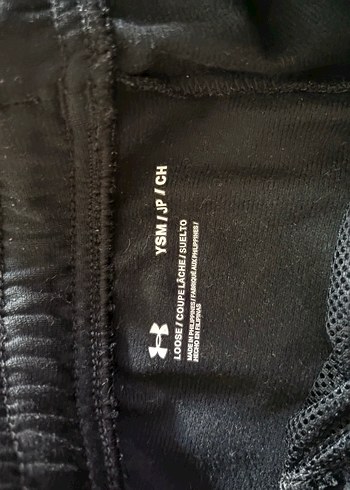 YSM / JP / CH
LOOSE / COUPE LÂCHE / SUELTO
MADE IN PHILIPPINES / FABRIQUÉ AUX PHILIPPINES /
HECHO EN FILIPINAS